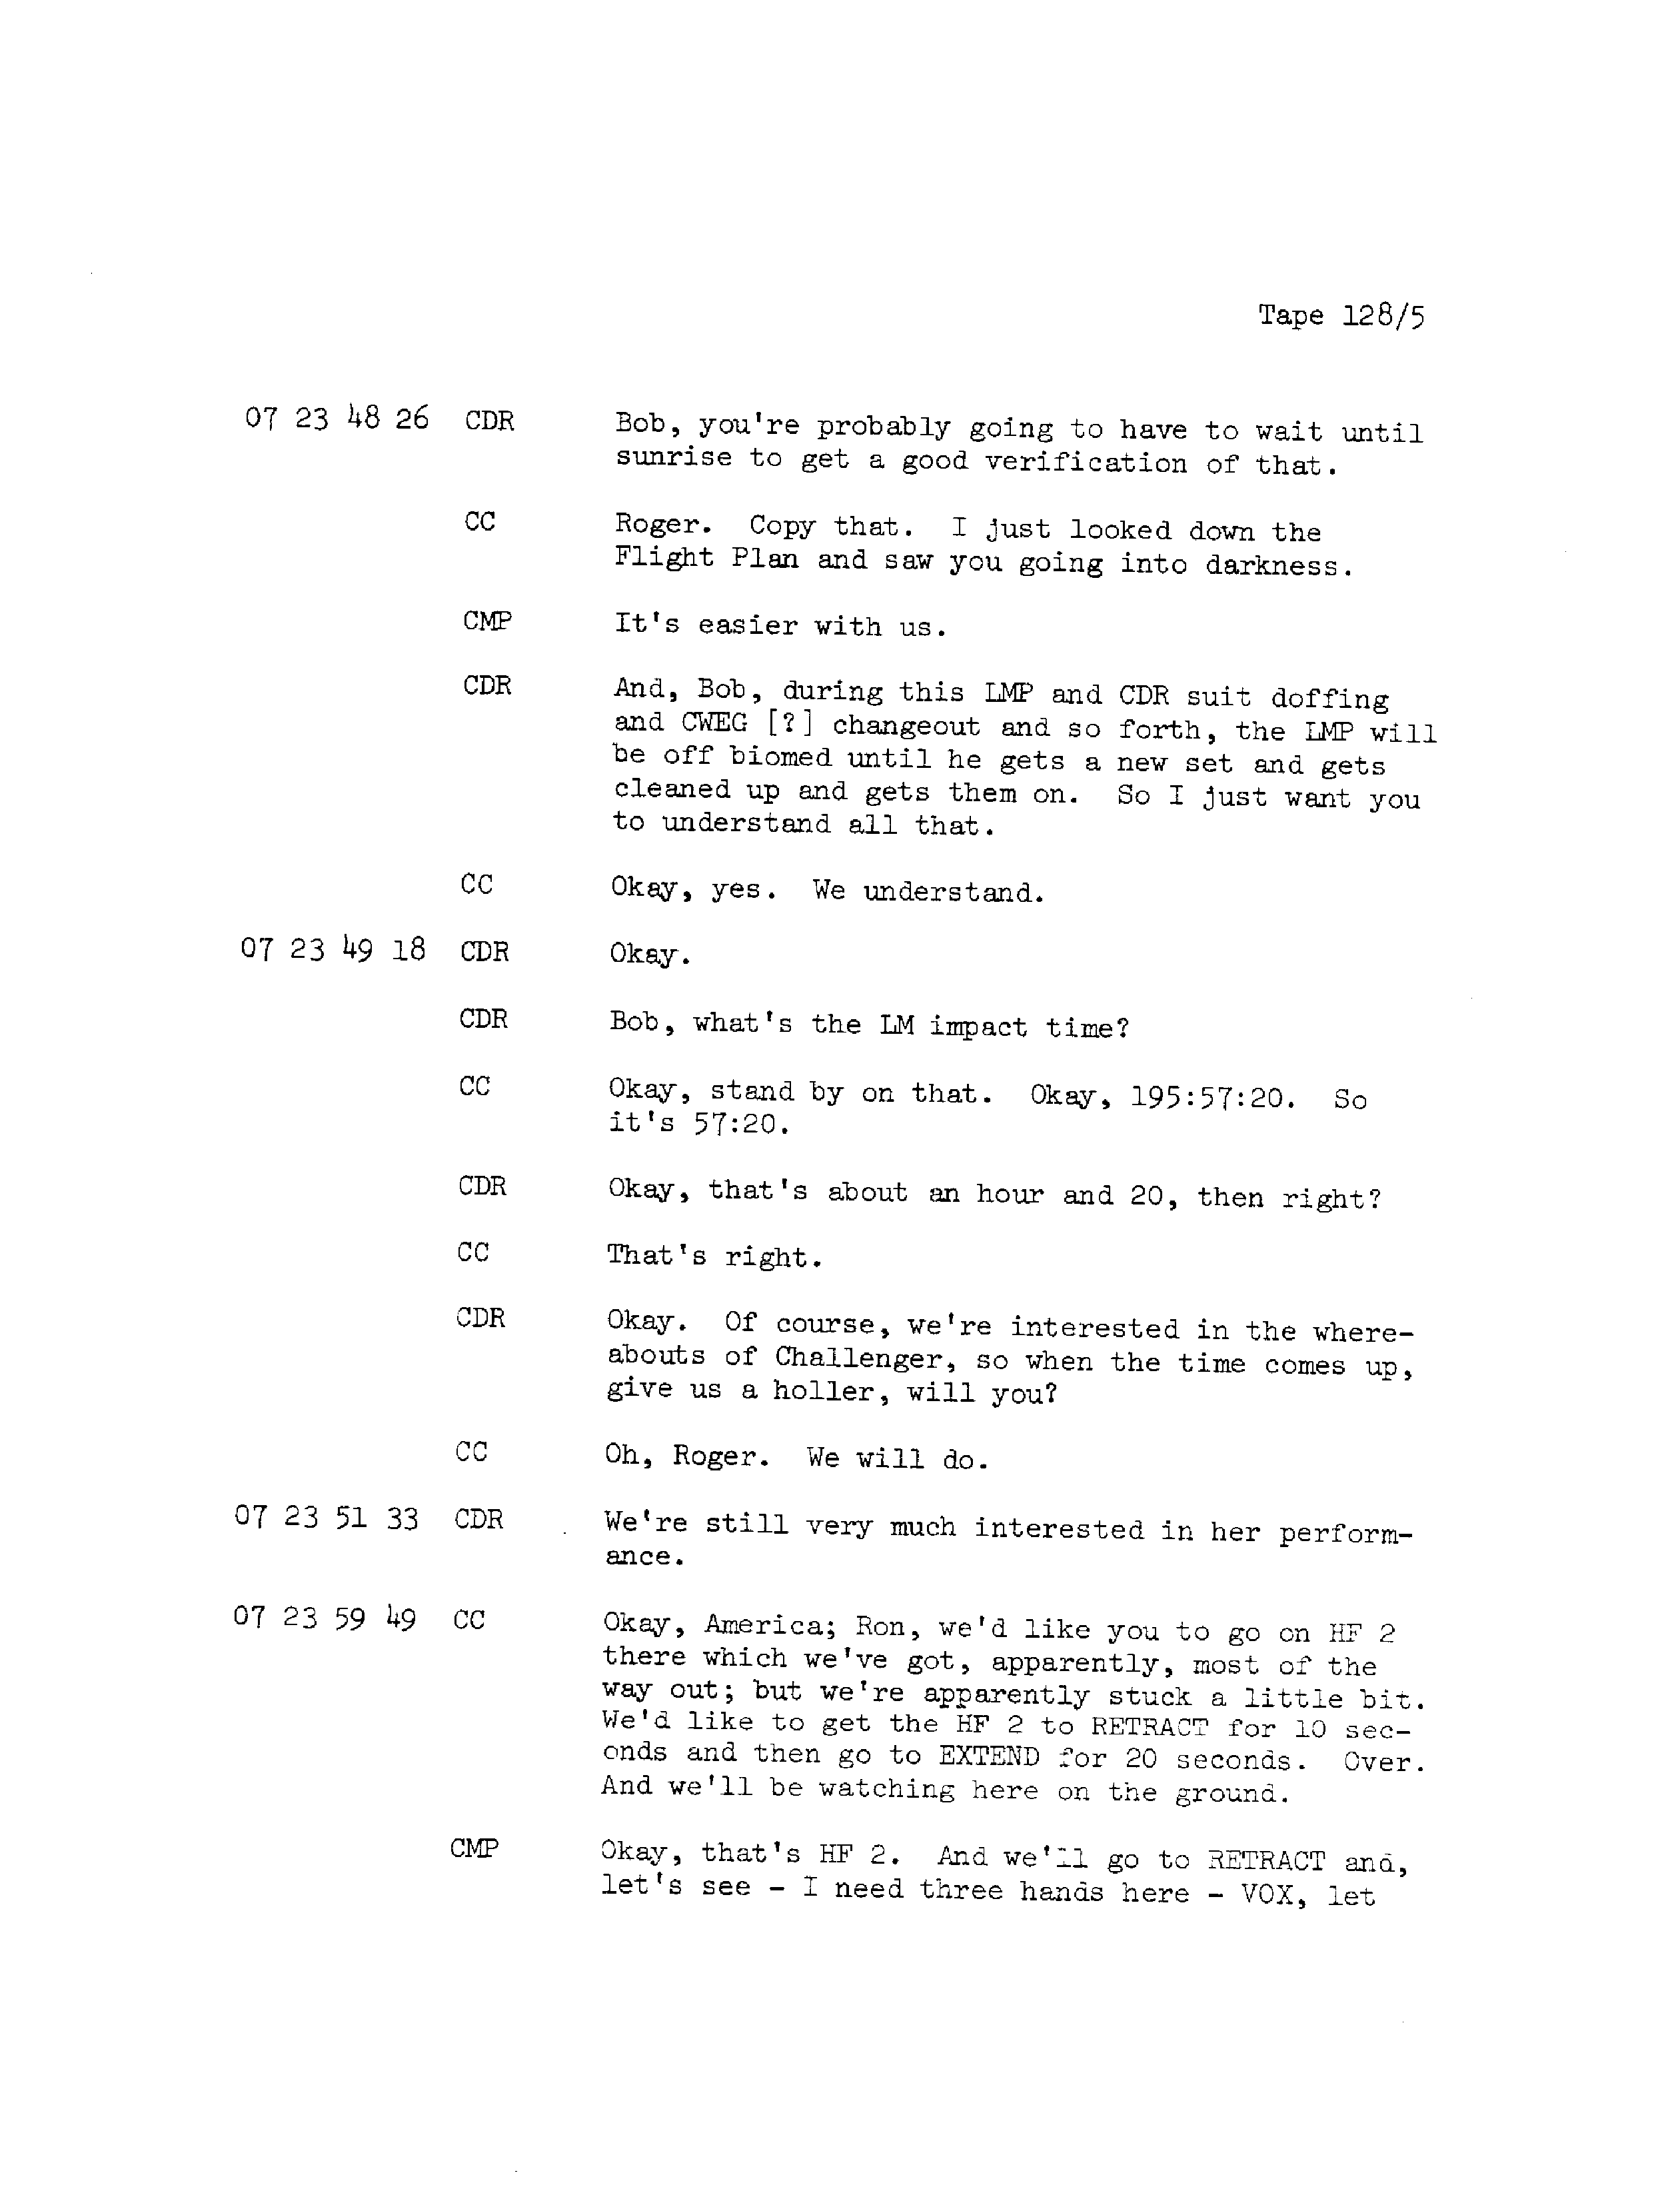 Tape 128/5
07 23 48 26 CDR Bob, you're probably going to have to wait until
sunrise to get a good verification of that.
CC Roger. Copy that. I just looked down the
Flight Plan and saw you going into darkness.
CMP It's easier with us.
CDR And, Bob, during this LMP and CDR suit doffing
and CWEG [?] changeout and so forth, the LMP will
be off biomed until he gets a new set and gets
cleaned up and gets them on. So I just want you
to understand all that.
CC Okay, yes. We understand.
07 23 49 18 CDR Okay.
CDR Bob, what's the LM impact time?
CC Okay, stand by on that. Okay, 195:57:20. So
it's 57:20.
CDR Okay, that's about an hour and 20, then right?
CC That's right.
CDR Okay. Of course, we're interested in the where-
abouts of Challenger, so when the time comes up,
give us a holler, will you?
CC Oh, Roger. We will do.
07 23 51 33 CDR We're still very much interested in her perform-
ance.
07 23 59 49 CC Okay, America; Ron, we'd like you to go on HF 2
there which we've got, apparently, most of the
way out; but we're apparently stuck a little bit.
We'd like to get the HF 2 to RETRACT for 10 sec-
onds and then go to EXTEND for 20 seconds. Over.
And we'll be watching here on the ground.
CMP Okay, that's HF 2. And we'll go to RETRACT and,
let's see - I need three hands here - VOX, let